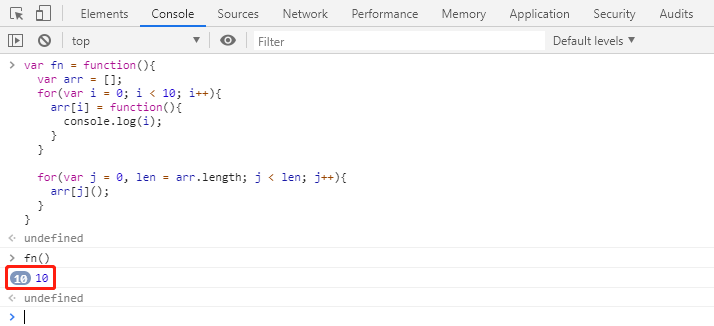 Elements Console Sources Network Performance Memory Application Security Audits
top Filter Default levels
var fn = function(){
var arr = [];
for(var i = 0; i < 10; i++){
arr[i] = function(){
console.log(i);
}
}
for(var j = 0, len = arr.length; j < len; j++){
arr[j]();
}
}
undefined
fn()
10 10
undefined